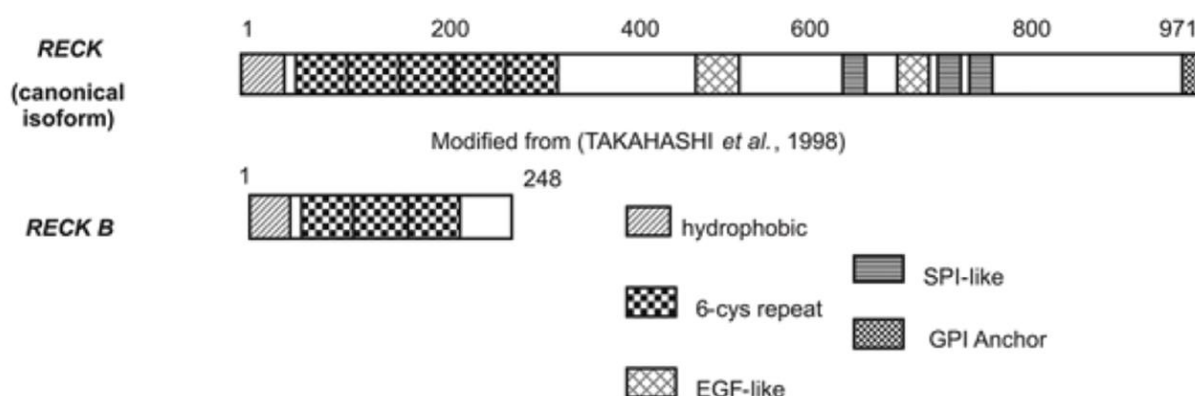 1 200 400 600 800 971
RECK
(canonical
isoform)
Modified from (TAKAHASHI et al., 1998)
1 248
RECK B
hydrophobic
SPI-like
6-cys repeat
GPI Anchor
EGF-like